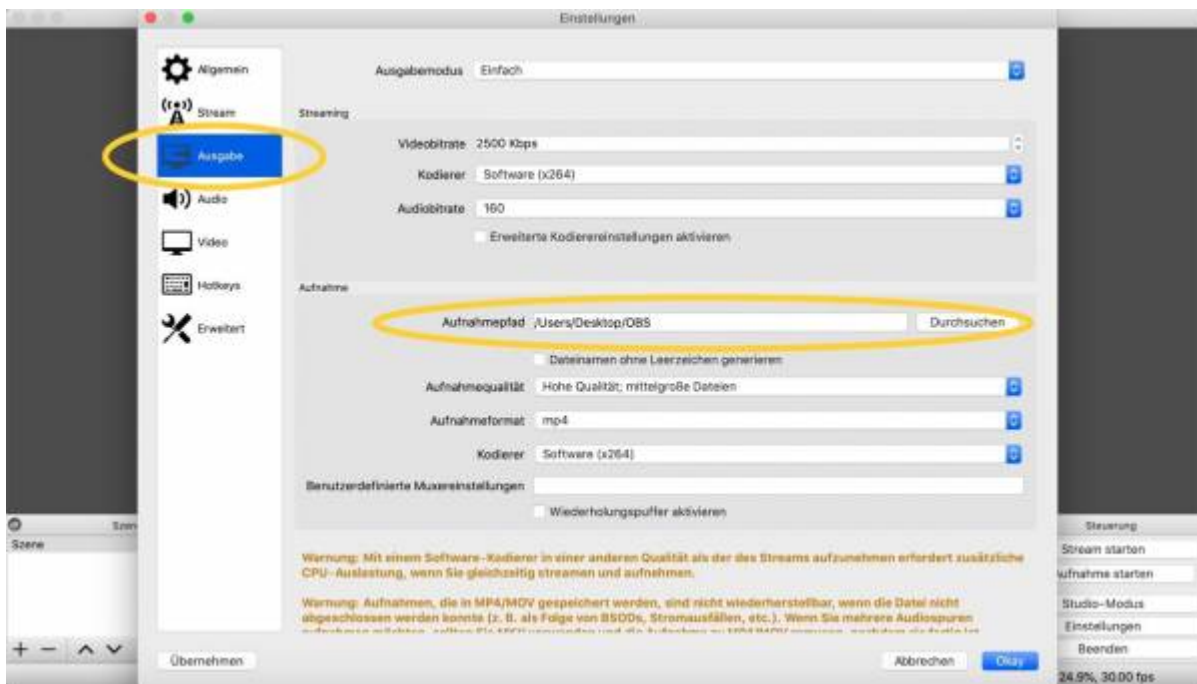 Einstellungen
Allgemein
Stream
Ausgabe
Audio
Video
Hotkeys
Erweitert
Ausgabemodus Einfach
Streaming
Videobitrate 2500 Kbps
Kodierer Software (x264)
Audiobitrate 160
Erweiterte Kodierereinstellungen aktivieren
Aufnahme
Aufnahmepfad /Users/Desktop/OBS Durchsuchen
Dateinamen ohne Leerzeichen generieren
Aufnahmequalität Hohe Qualität; mittelgroße Dateien
Aufnahmeformat mp4
Kodierer Software (x264)
Benutzerdefinierte Muxereinstellungen
Wiederholungspuffer aktivieren
Warnung: Mit einem Software-Kodierer in einer anderen Qualität als der des Streams aufzunehmen erfordert zusätzliche
CPU-Auslastung, wenn Sie gleichzeitig streamen und aufnehmen.
Warnung: Aufnahmen, die in MP4/MOV gespeichert werden, sind nicht wiederherstellbar, wenn die Datei nicht
abgeschlossen werden konnte (z. B. als Folge von BSODs, Stromausfällen, etc.). Wenn Sie mehrere Audiospuren
Übernehmen Abbrechen Okay
Szen
Szene
Steuerung
Stream starten
ufnahme starten
Studio-Modus
Einstellungen
Beenden
24.9%, 30.00 fps